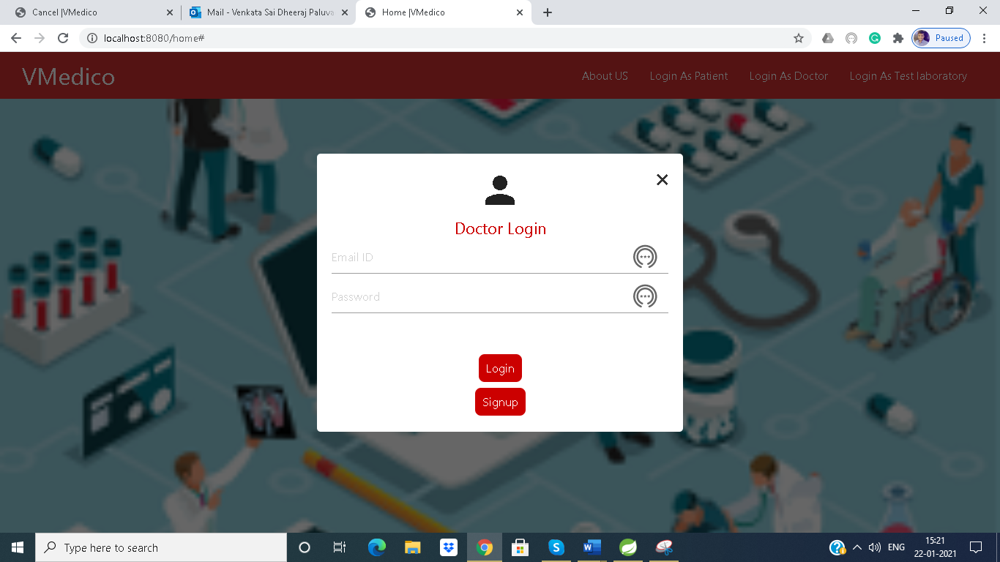 Cancel |VMedico
Mail - Venkata Sai Dheeraj Paluva
Home |VMedico
localhost:8080/home#
Paused
VMedico
About US
Login As Patient
Login As Doctor
Login As Test laboratory
Doctor Login
Email ID
Password
Login
Signup
Type here to search
ENG
15:21
22-01-2021